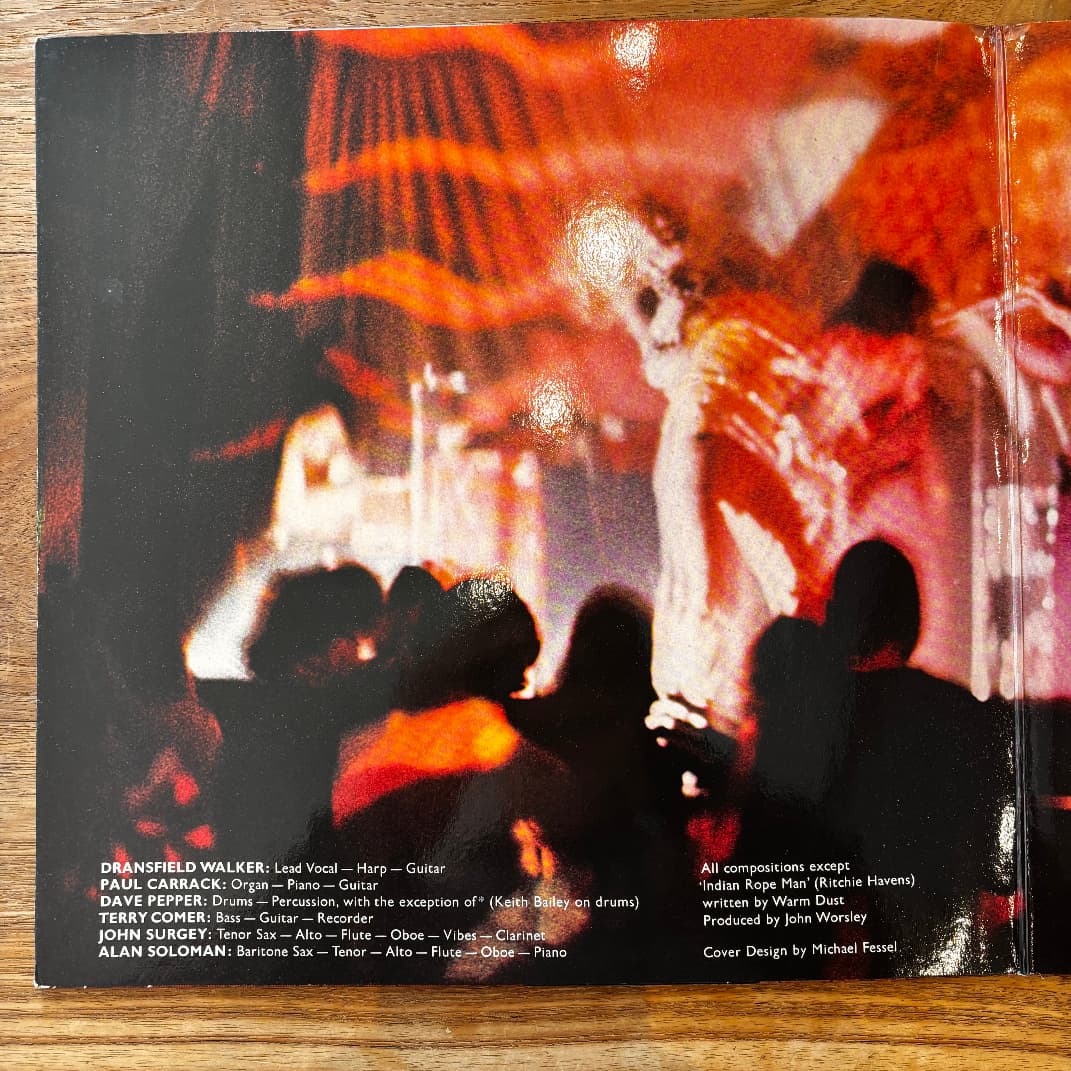 DRANSFIELD WALKER: Lead Vocal — Harp — Guitar
PAUL CARRACK: Organ — Piano — Guitar
DAVE PEPPER: Drums — Percussion, with the exception of* (Keith Bailey on drums)
TERRY COMER: Bass — Guitar — Recorder
JOHN SURGEY: Tenor Sax — Alto — Flute — Oboe — Vibes — Clarinet
ALAN SOLOMAN: Baritone Sax — Tenor — Alto — Flute — Oboe — Piano
All compositions except
'Indian Rope Man' (Ritchie Havens)
written by Warm Dust
Produced by John Worsley
Cover Design by Michael Fessel